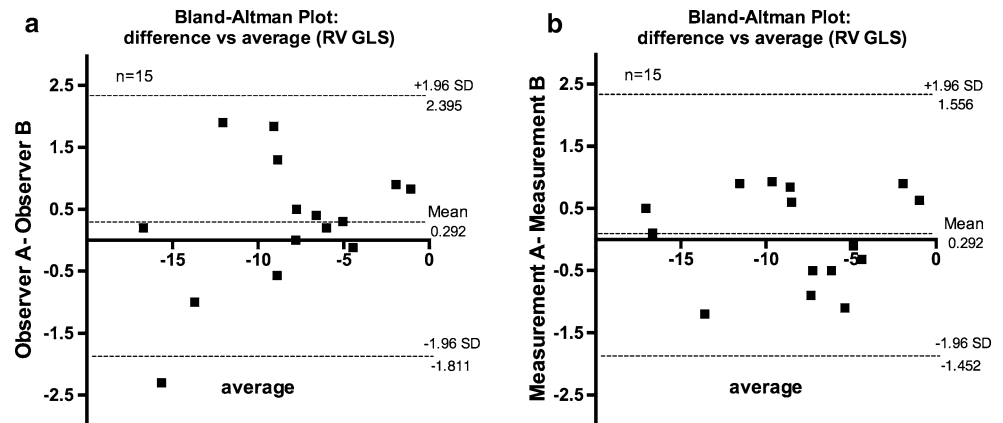 a
Bland-Altman Plot:
difference vs average (RV GLS)
Observer A- Observer B
n=15
2.5
1.5
0.5
-0.5
-1.5
-2.5
+1.96 SD
2.395
Mean
0.292
-15
-10
-5
0
-1.96 SD
-1.811
average
b
Bland-Altman Plot:
difference vs average (RV GLS)
Measurement A- Measurement B
n=15
2.5
1.5
0.5
-0.5
-1.5
-2.5
+1.96 SD
1.556
Mean
0.292
-15
-10
-5
0
-1.96 SD
-1.452
average